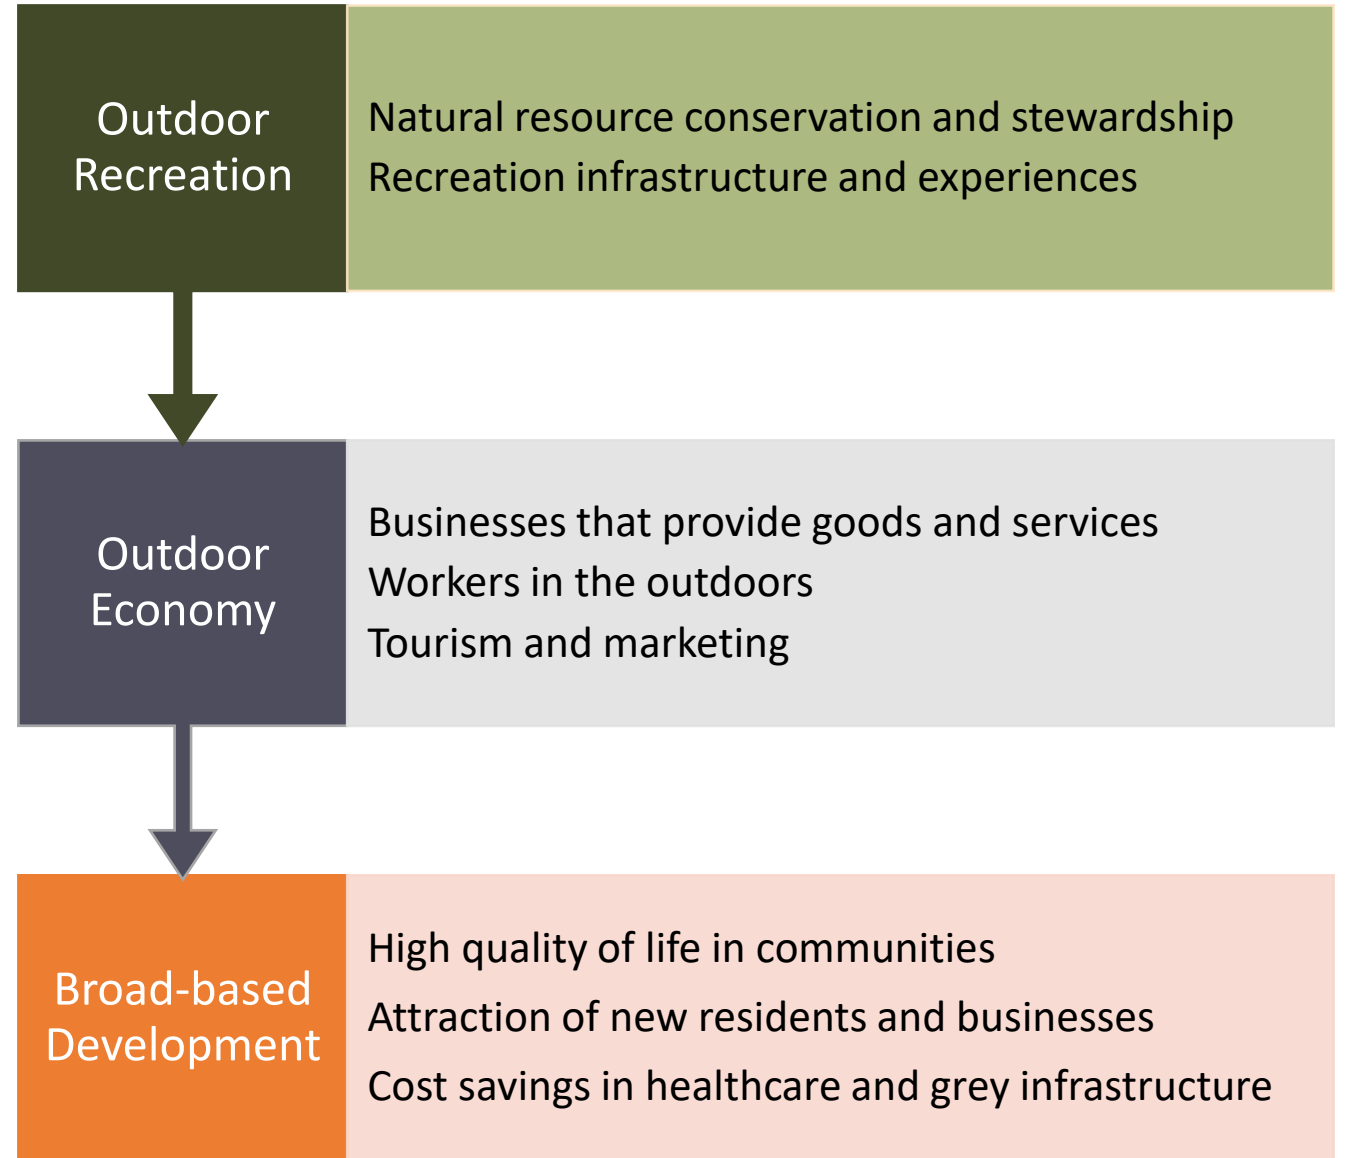 Outdoor
Recreation
Natural resource conservation and stewardship
Recreation infrastructure and experiences
Outdoor
Economy
Businesses that provide goods and services
Workers in the outdoors
Tourism and marketing
Broad-based
Development
High quality of life in communities
Attraction of new residents and businesses
Cost savings in healthcare and grey infrastructure